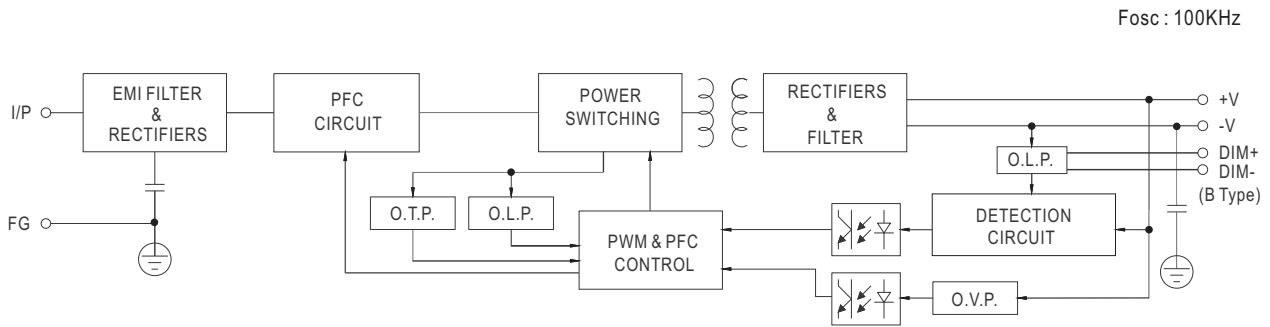 Fosc : 100KHz
I/P
EMI FILTER
&
RECTIFIERS
PFC
CIRCUIT
POWER
SWITCHING
RECTIFIERS
&
FILTER
+V
-V
DIM+
DIM-
(B Type)
O.L.P.
FG
O.T.P.
O.L.P.
PWM & PFC
CONTROL
DETECTION
CIRCUIT
O.V.P.